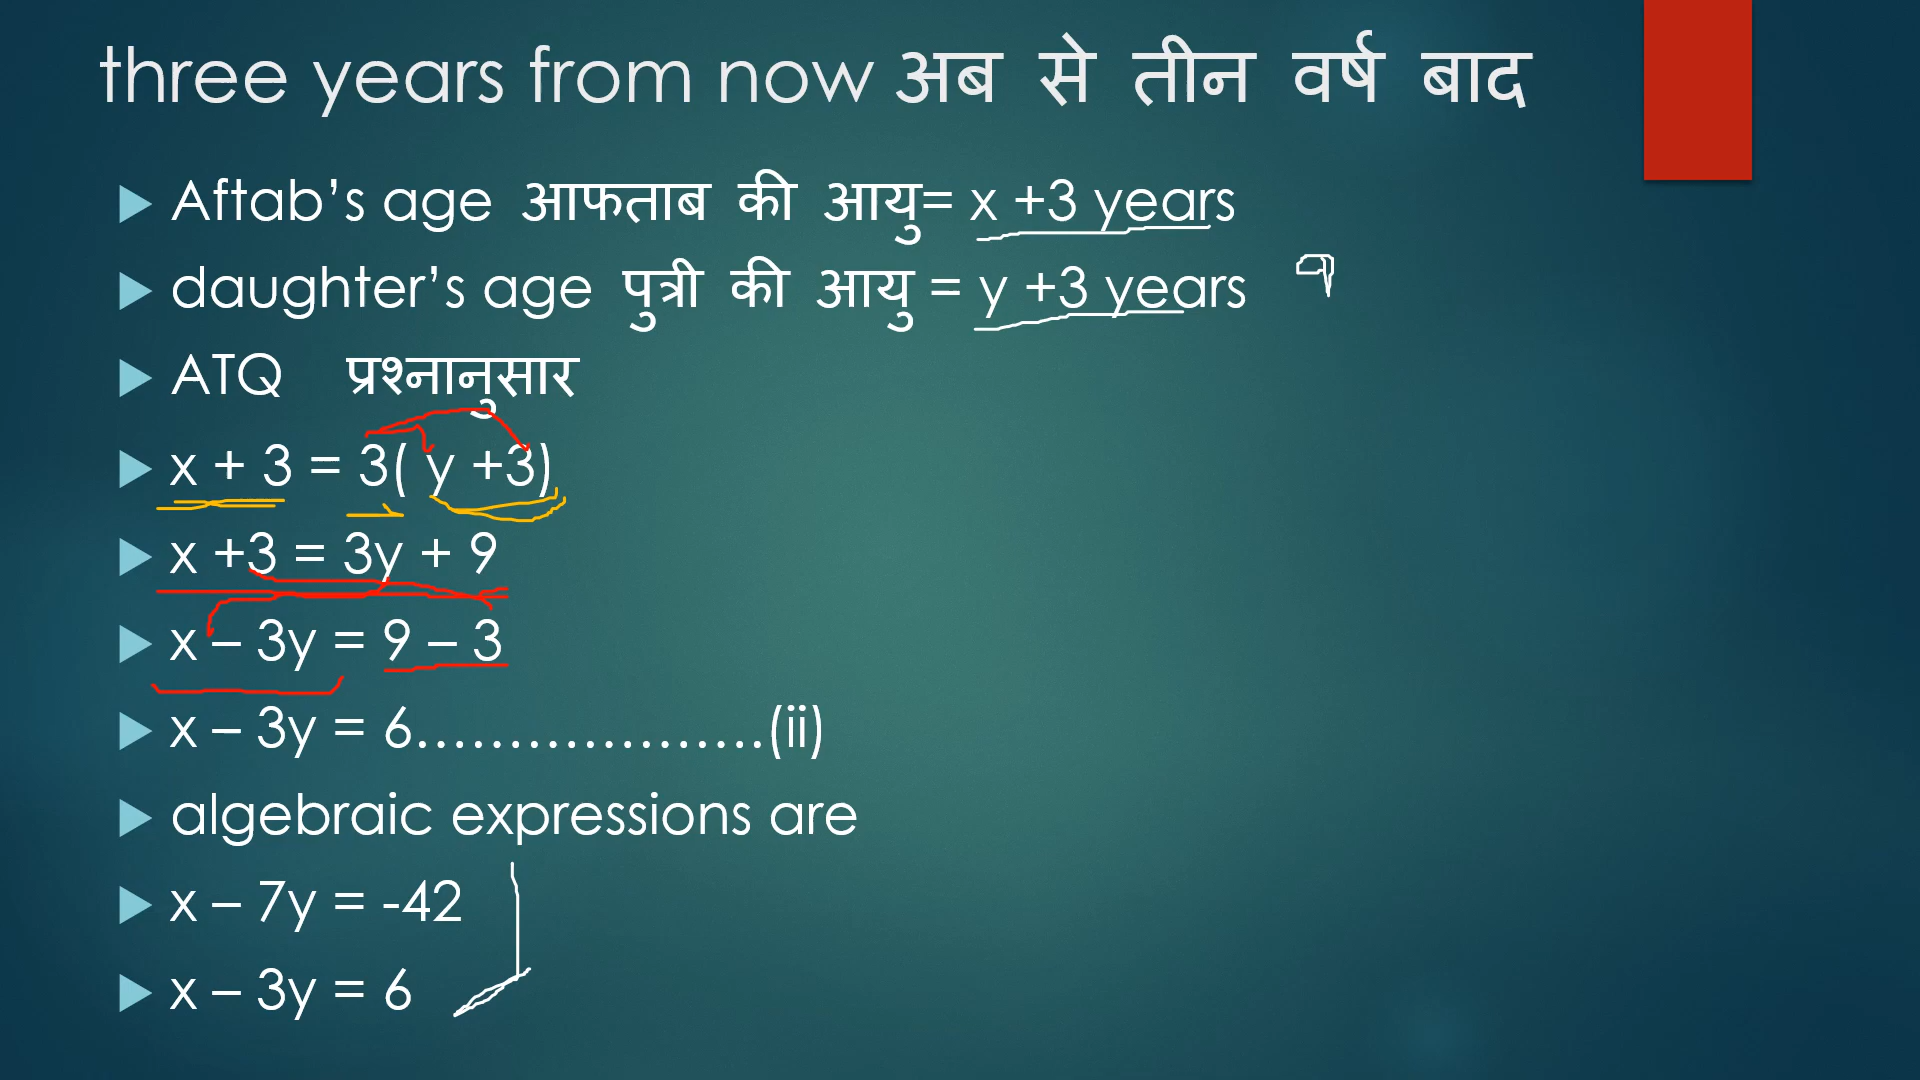 three years from now अब से तीन वर्ष बाद
Aftab’s age आफताब की आयु= x +3 years
daughter’s age पुत्री की आयु = y +3 years
ATQ प्रश्नानुसार
x + 3 = 3( y +3)
x +3 = 3y + 9
x – 3y = 9 – 3
x – 3y = 6...................(ii)
algebraic expressions are
x – 7y = -42
x – 3y = 6